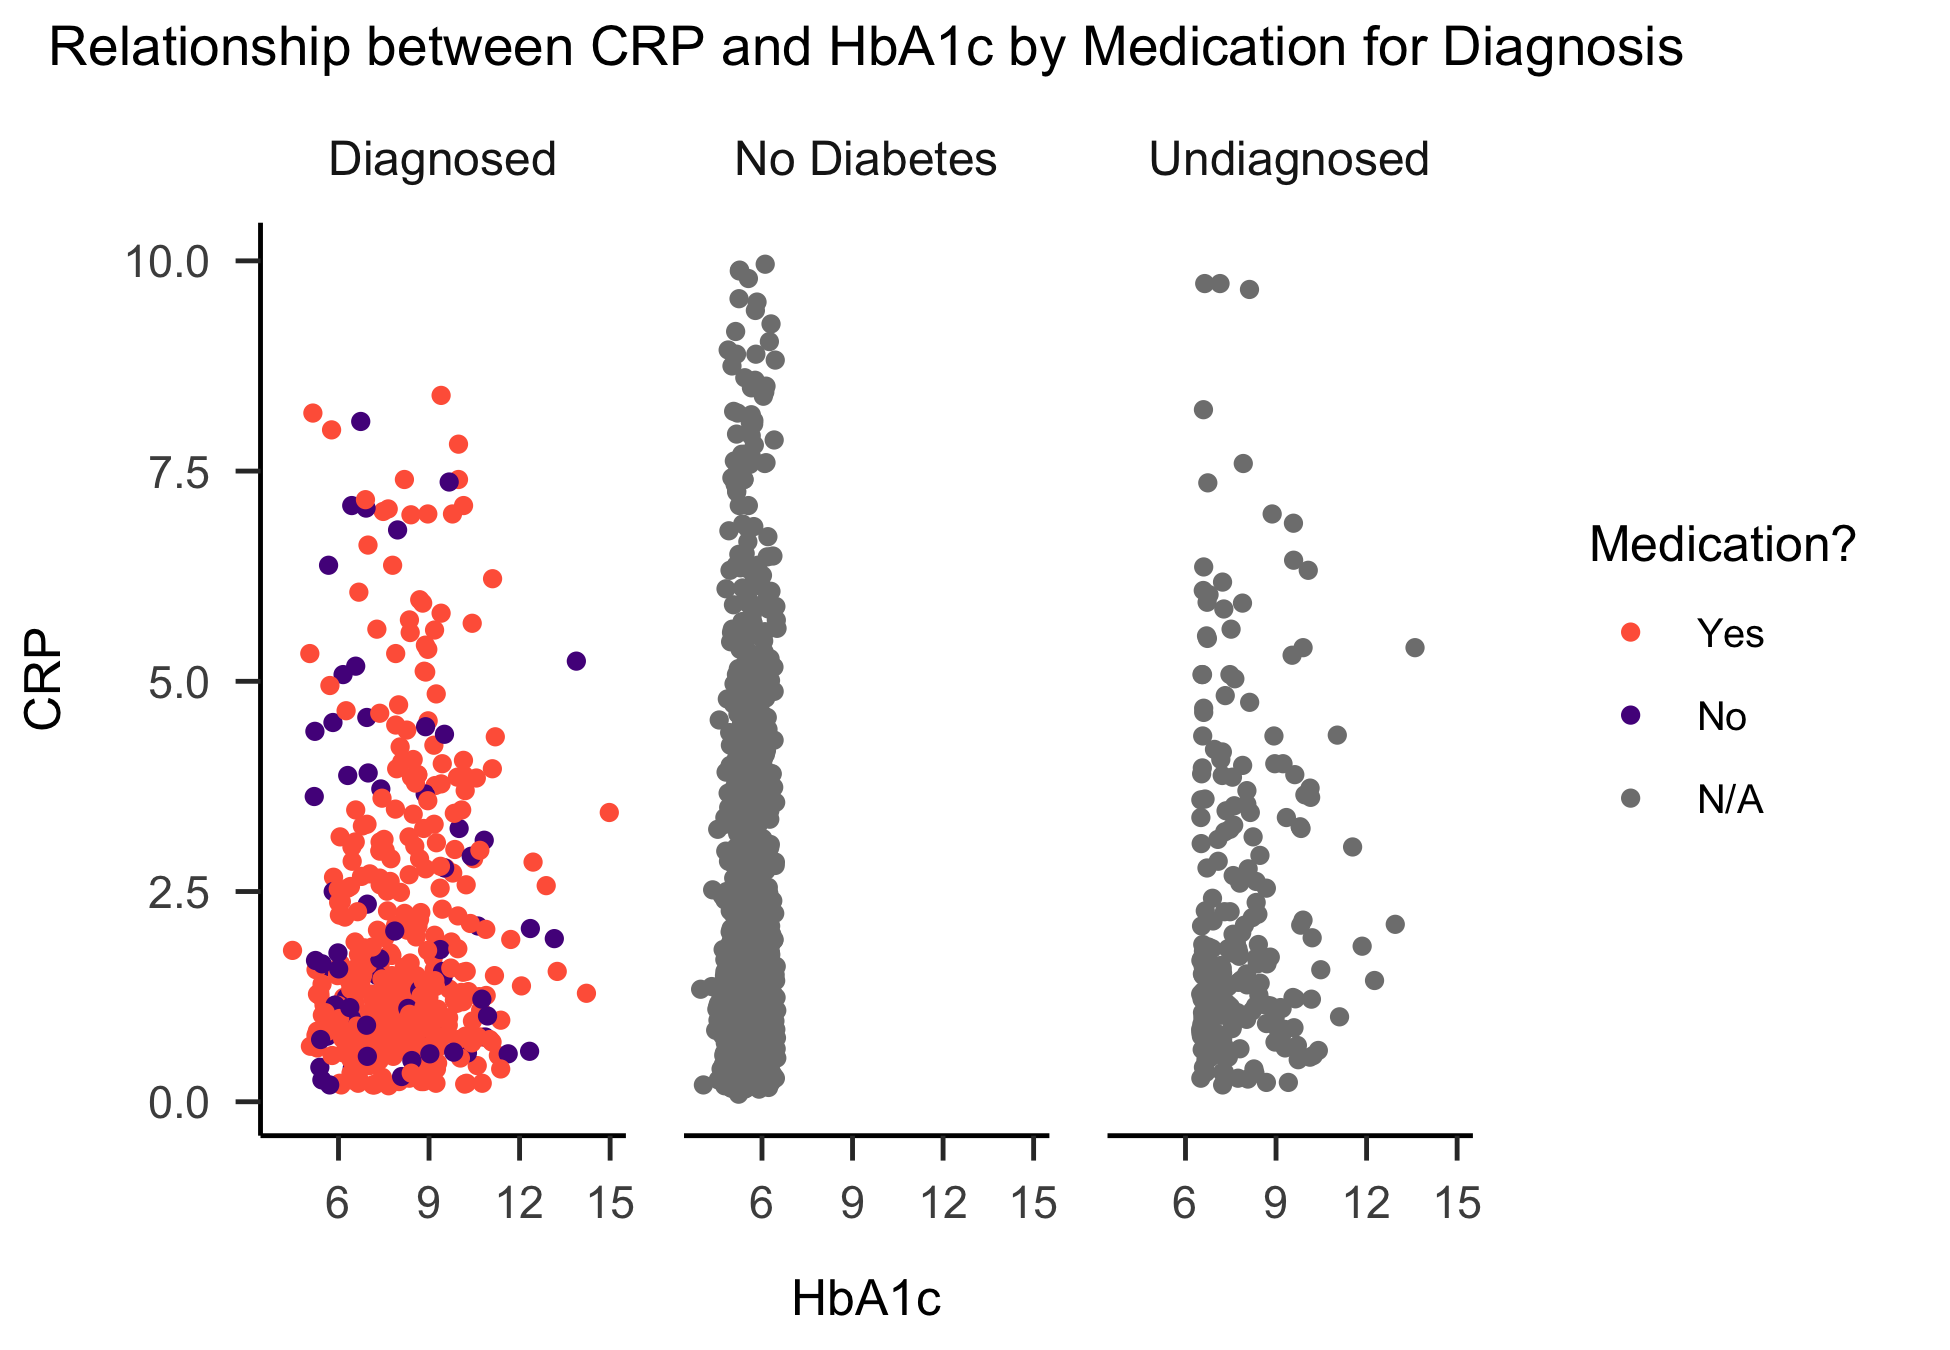 Relationship between CRP and HbA1c by Medication for Diagnosis
Diagnosed
No Diabetes
Undiagnosed
CRP
10.0
7.5
5.0
2.5
0.0
6 9 12 15
6 9 12 15
6 9 12 15
HbA1c
Medication?
Yes
No
N/A